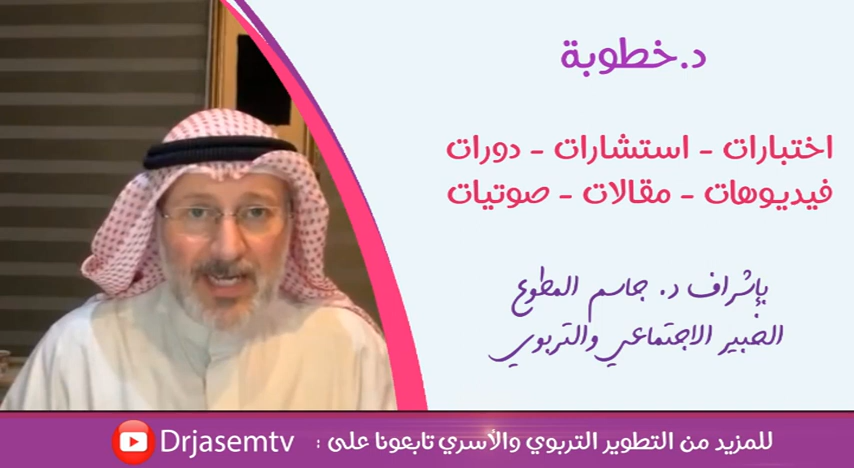 د.خطوبة
اختبارات - استشارات - دورات
فيديوهات - مقالات - صوتيات
بإشراف د. جاسم المطوع
الخبير الاجتماعي والتربوي
للمزيد من التطوير التربوي والأسري تابعونا على : Drjasemtv